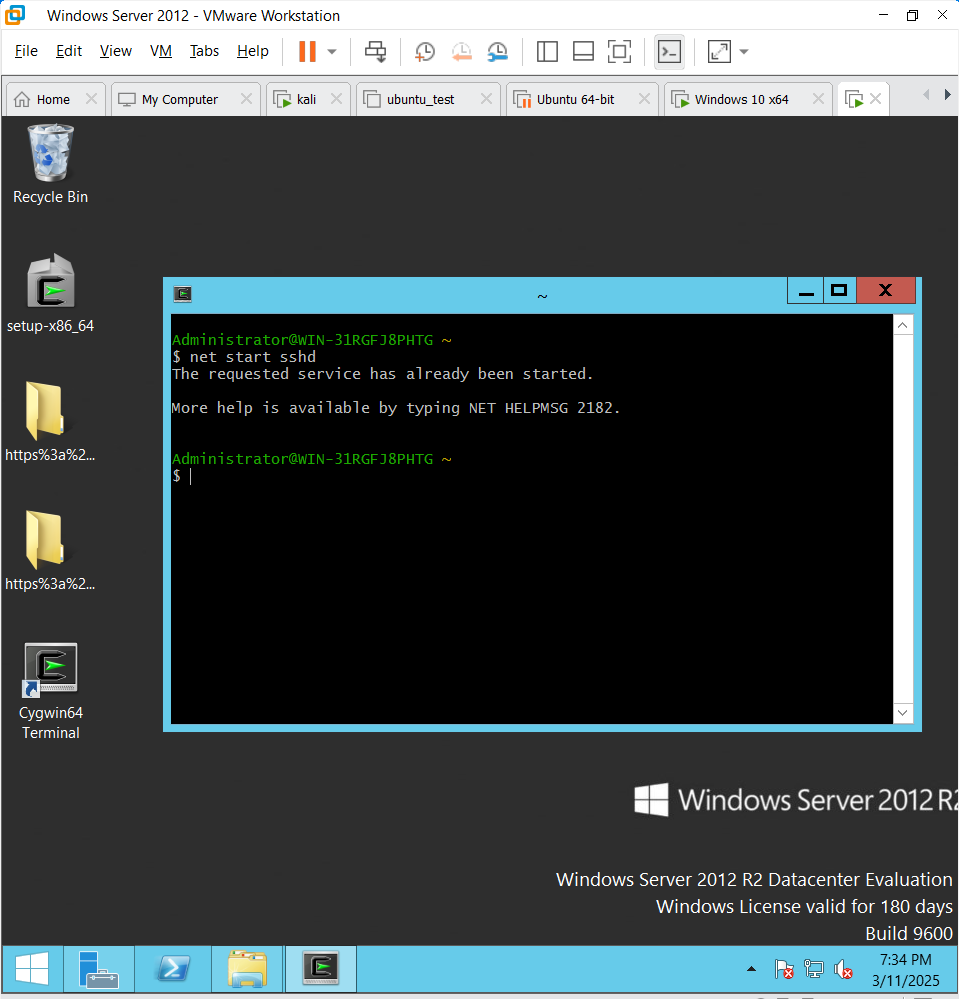 Windows Server 2012 - VMware Workstation
File Edit View VM Tabs Help
Home My Computer kali ubuntu_test Ubuntu 64-bit Windows 10 x64
Recycle Bin
setup-x86_64
https%3a%2...
https%3a%2...
Cygwin64
Terminal
~
Administrator@WIN-31RGFJ8PHTG ~
$ net start sshd
The requested service has already been started.
More help is available by typing NET HELPMSG 2182.
Administrator@WIN-31RGFJ8PHTG ~
$
Windows Server 2012 R2
Windows Server 2012 R2 Datacenter Evaluation
Windows License valid for 180 days
Build 9600
7:34 PM
3/11/2025